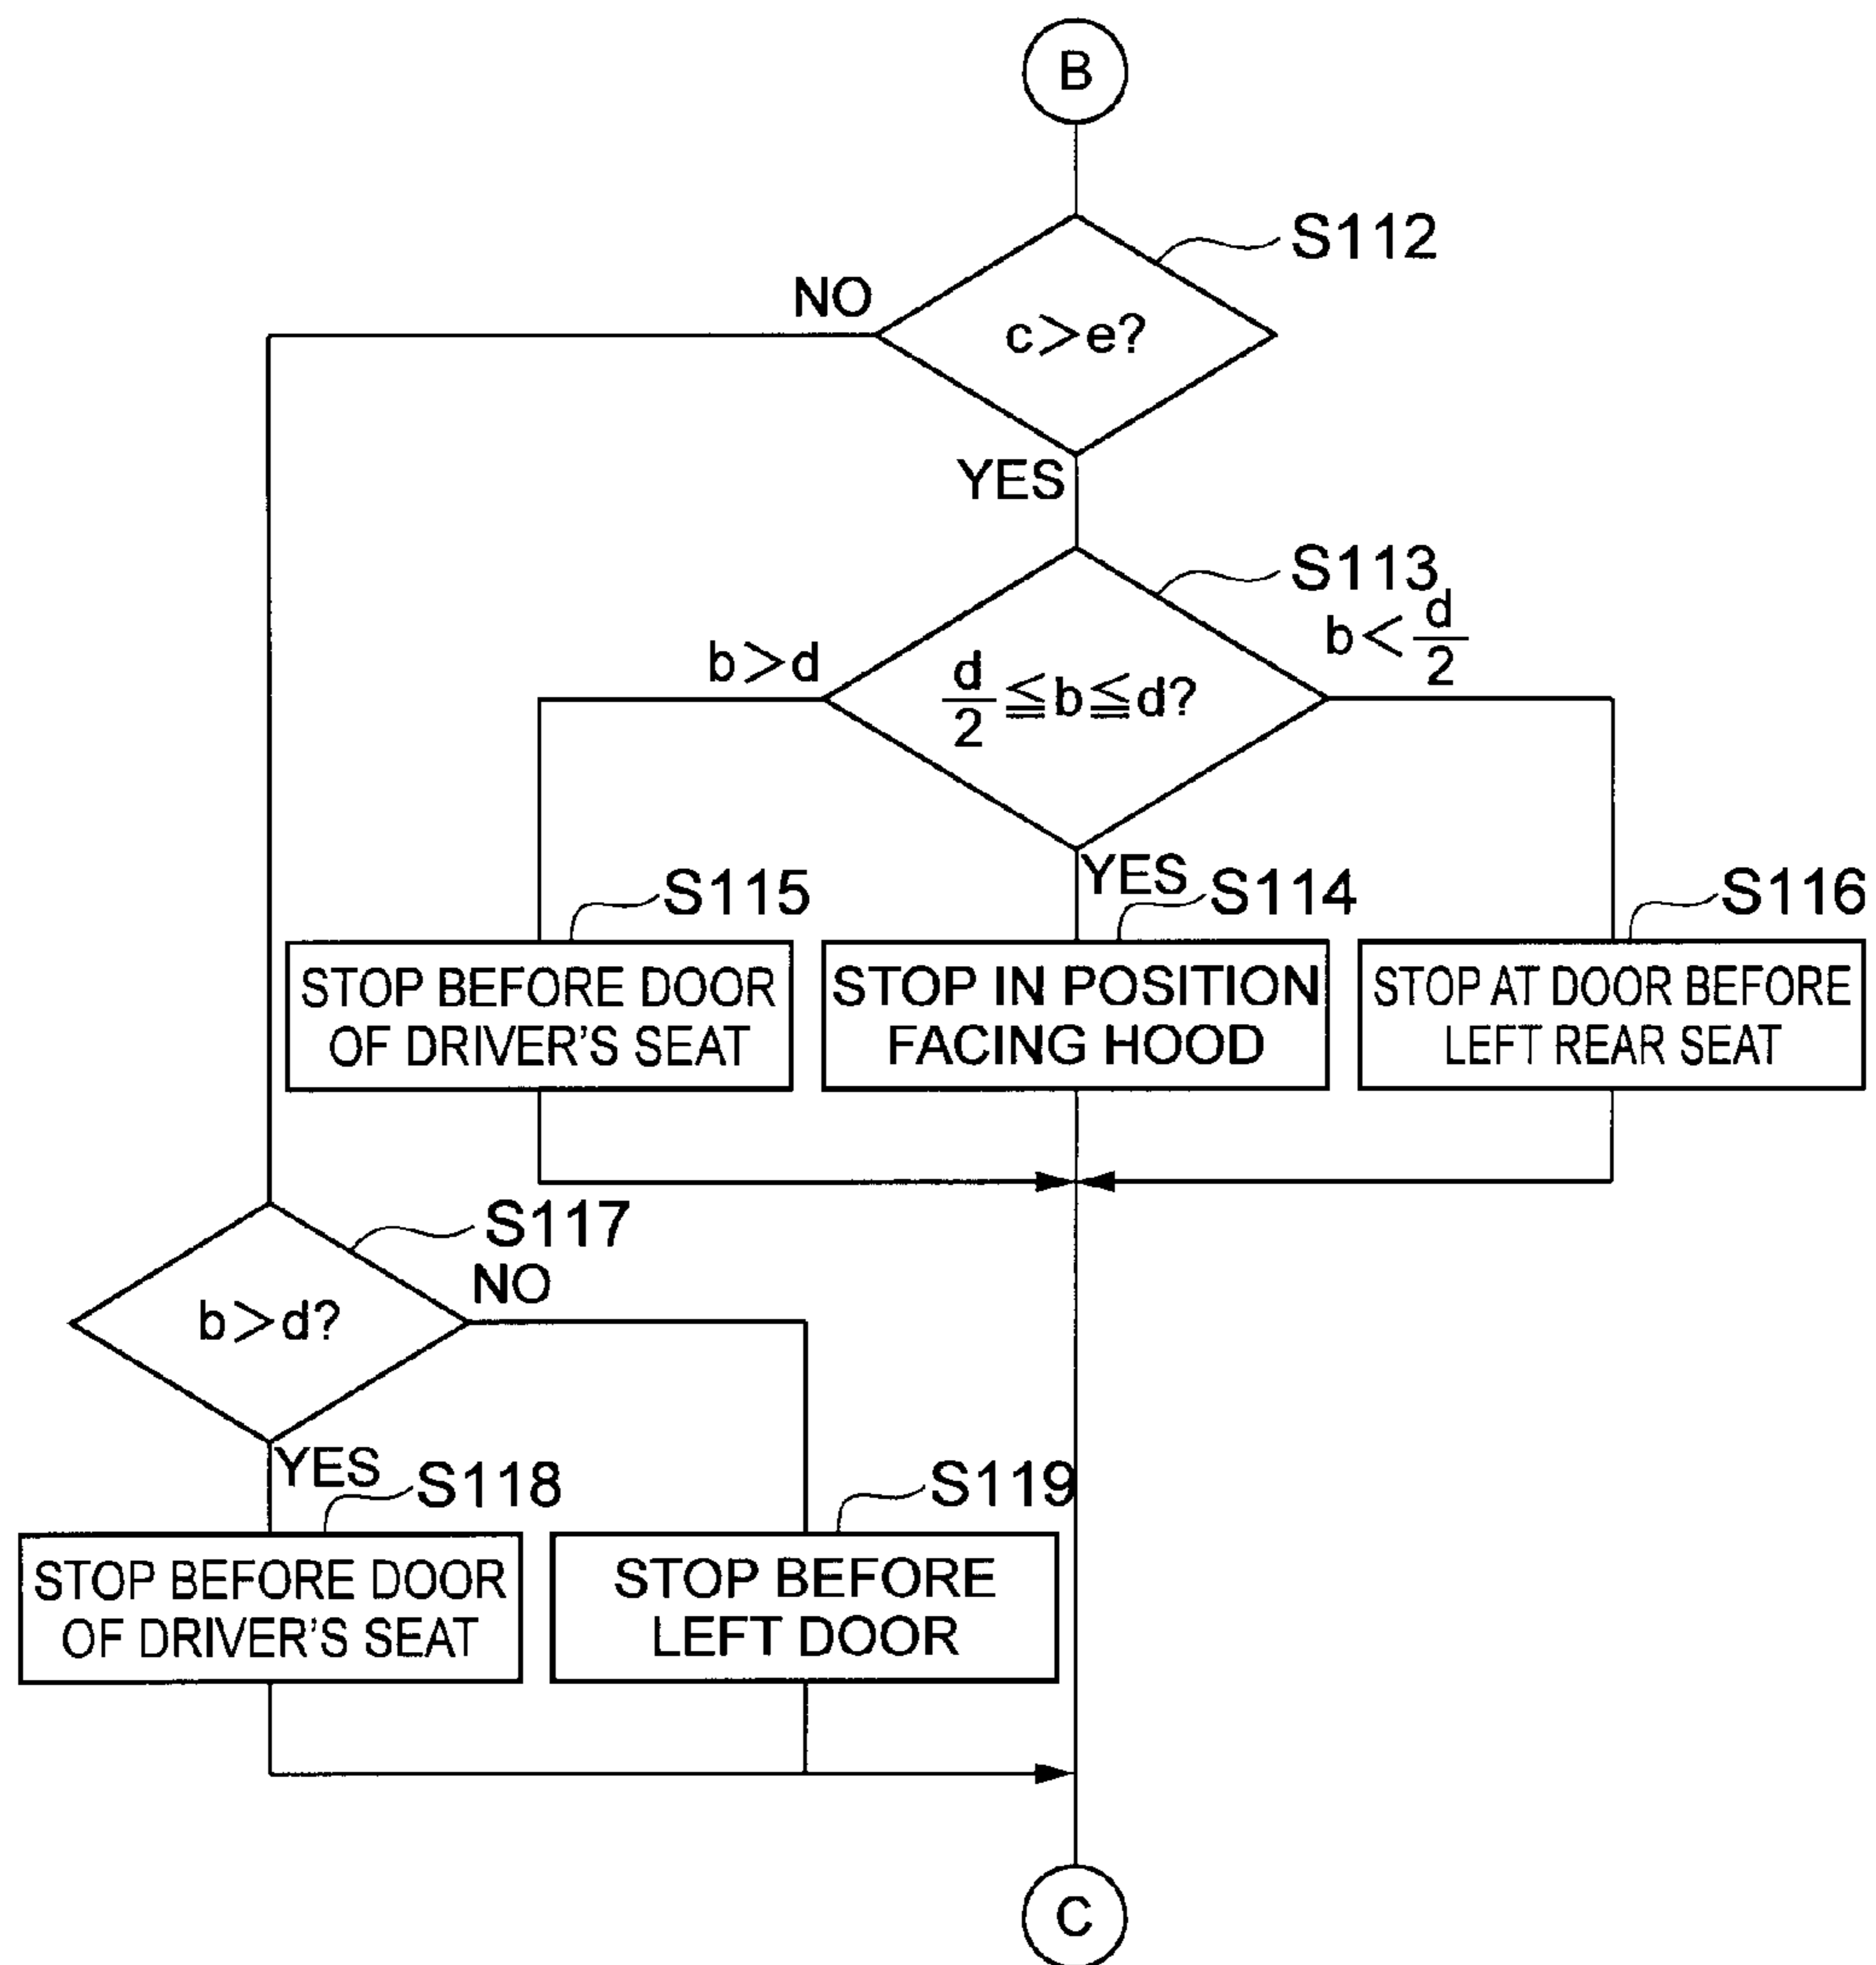 B
S112
NO
c>e?
YES
S113
b>d
d/2≦b≦d?
b<d/2
YES
S115
S114
S116
STOP BEFORE DOOR
OF DRIVER'S SEAT
STOP IN POSITION
FACING HOOD
STOP AT DOOR BEFORE
LEFT REAR SEAT
S117
NO
b>d?
YES
S118
S119
STOP BEFORE DOOR
OF DRIVER'S SEAT
STOP BEFORE
LEFT DOOR
C